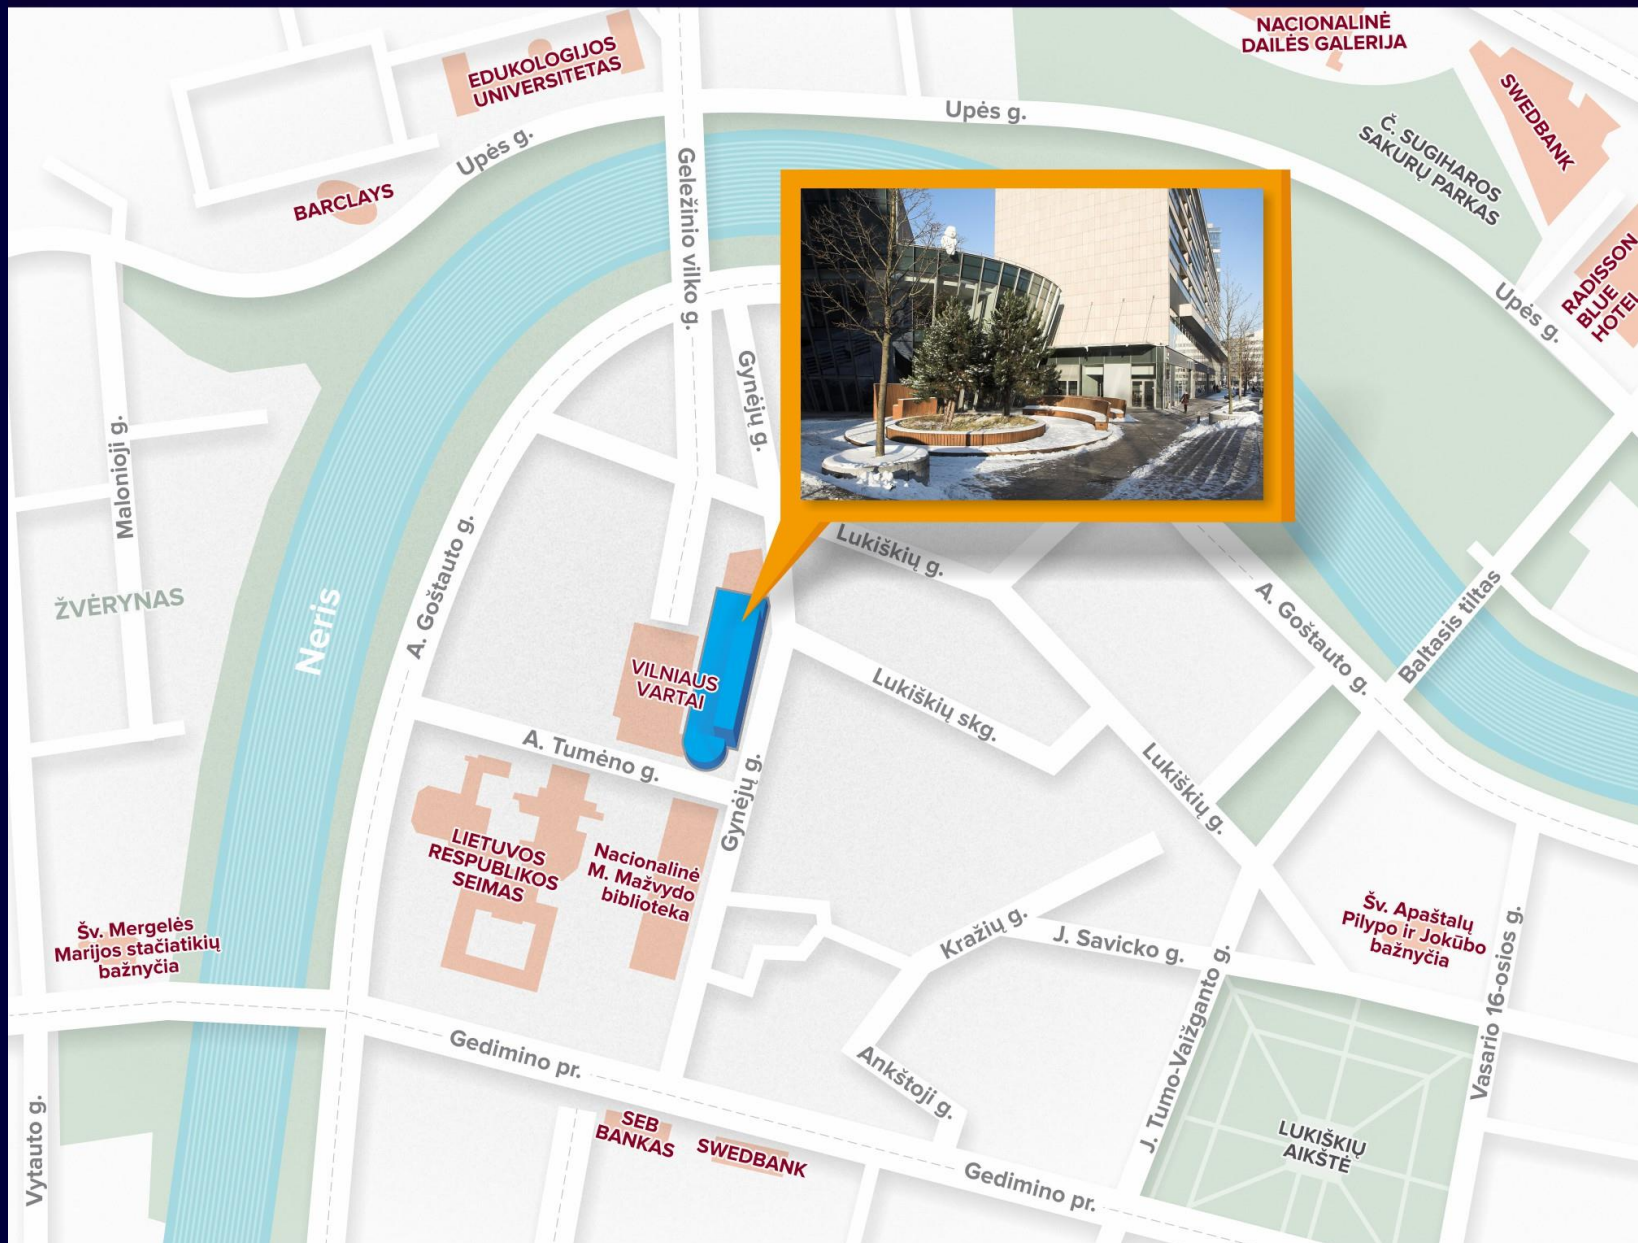 NACIONALINĖ
DAILĖS GALERIJA
EDUKOLOGIJOS
UNIVERSITETAS
SWEDBANK
Upės g.
Upės g.
Č. SUGIHAROS
SAKURŲ PARKAS
BARCLAYS
Geležinio vilko g.
RADISSON
BLUE
HOTEL
Upės g.
Gynėjų g.
Malonioji g.
A. Goštauto g.
Lukiškių g.
ŽVĖRYNAS
Neris
A. Goštauto g.
Baltasis tiltas
VILNIAUS
VARTAI
Lukiškių skg.
A. Tumėno g.
Gynėjų g.
Lukiškių g.
LIETUVOS
RESPUBLIKOS
SEIMAS
Nacionalinė
M. Mažvydo
biblioteka
Šv. Mergelės
Marijos stačiatikių
bažnyčia
Kražių g.
J. Savicko g.
Šv. Apaštalų
Pilypo ir Jokūbo
bažnyčia
J. Tumo-Vaižganto g.
Vasario 16-osios g.
Gedimino pr.
Ankštoji g.
Vytauto g.
SEB
BANKAS
SWEDBANK
LUKIŠKIŲ
AIKŠTĖ
Gedimino pr.